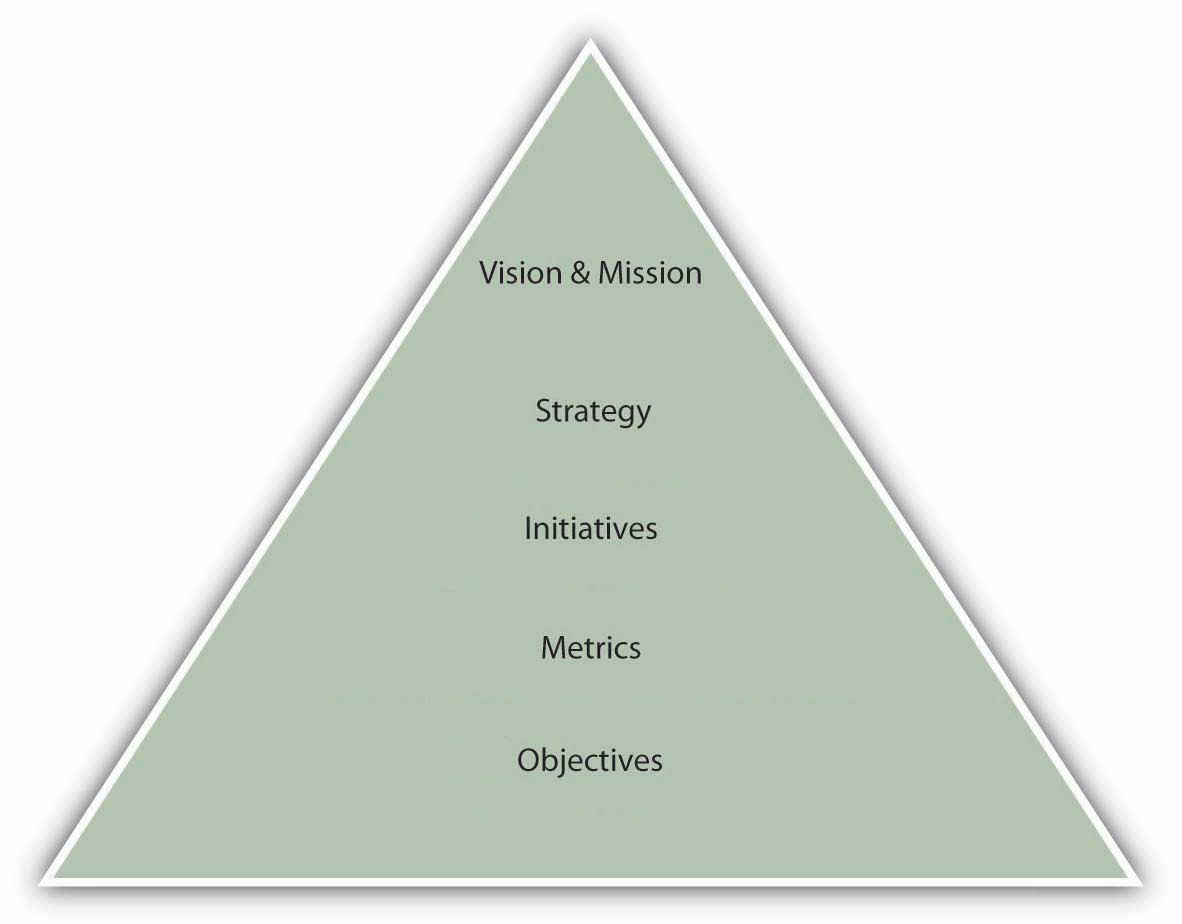 Vision & Mission
Strategy
Initiatives
Metrics
Objectives